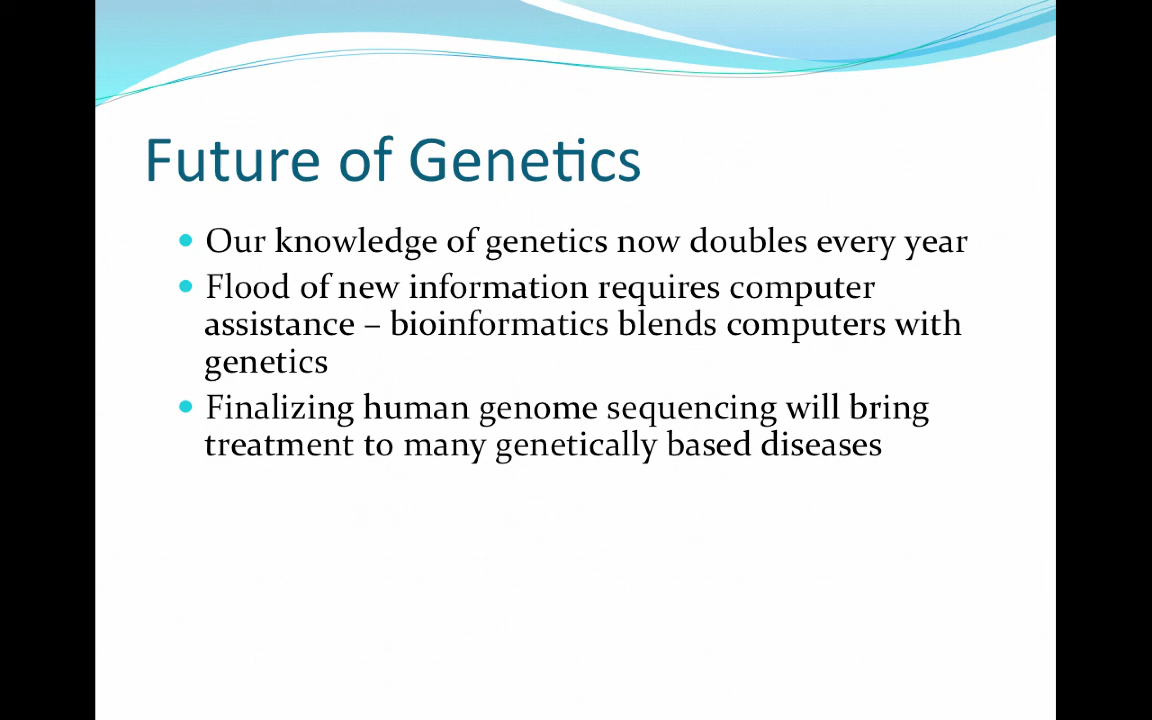 Future of Genetics
• Our knowledge of genetics now doubles every year
• Flood of new information requires computer
assistance – bioinformatics blends computers with
genetics
• Finalizing human genome sequencing will bring
treatment to many genetically based diseases